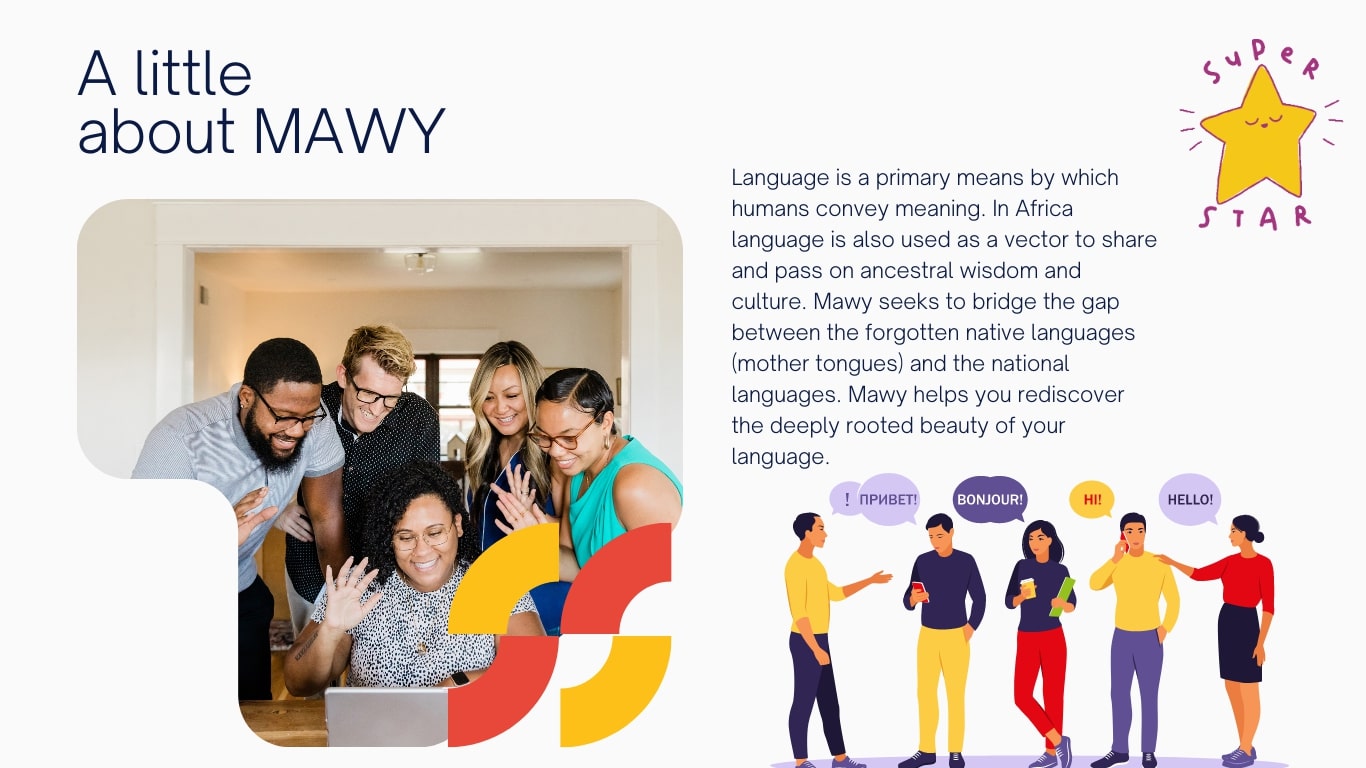 A little
about MAWY
SUPER
STAR
Language is a primary means by which
humans convey meaning. In Africa
language is also used as a vector to share
and pass on ancestral wisdom and
culture. Mawy seeks to bridge the gap
between the forgotten native languages
(mother tongues) and the national
languages. Mawy helps you rediscover
the deeply rooted beauty of your
language.
! ПРИВЕТ!
BONJOUR!
HI!
HELLO!